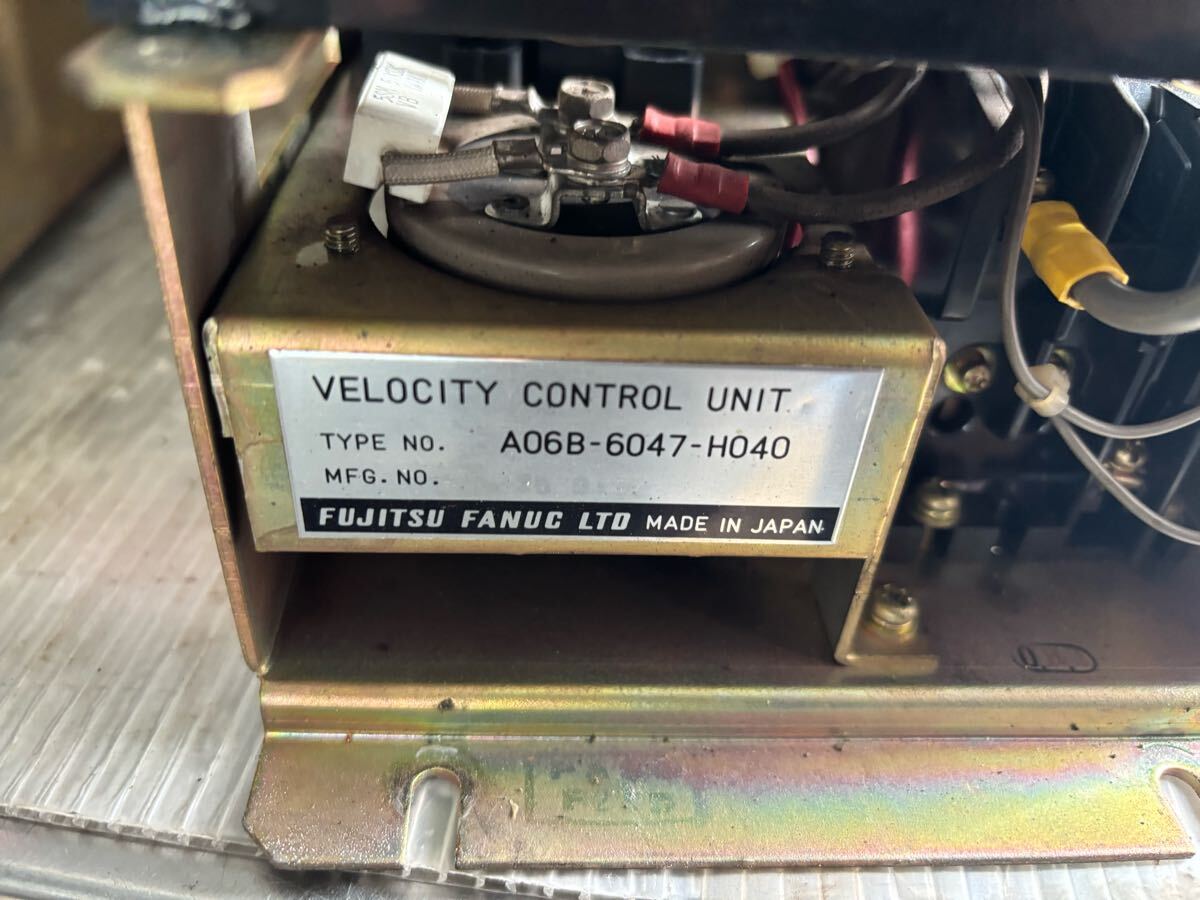 VELOCITY CONTROL UNIT
TYPE NO. A06B-6047-H040
MFG. NO.
FUJITSU FANUC LTD MADE IN JAPAN